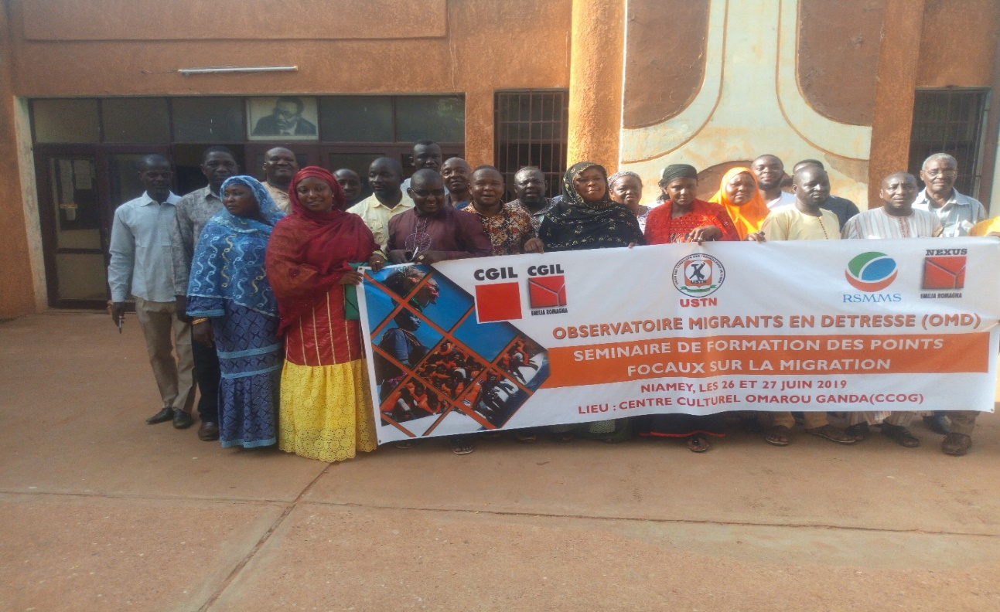 CGIL
CGIL
EMILIA ROMAGNA
USTN
USTN
RSMMS
NEXUS
EMILIA ROMAGNA
OBSERVATOIRE MIGRANTS EN DETRESSE (OMD)
SEMINAIRE DE FORMATION DES POINTS
FOCAUX SUR LA MIGRATION
NIAMEY, LES 26 ET 27 JUIN 2019
LIEU : CENTRE CULTUREL OMAROU GANDA(CCOG)